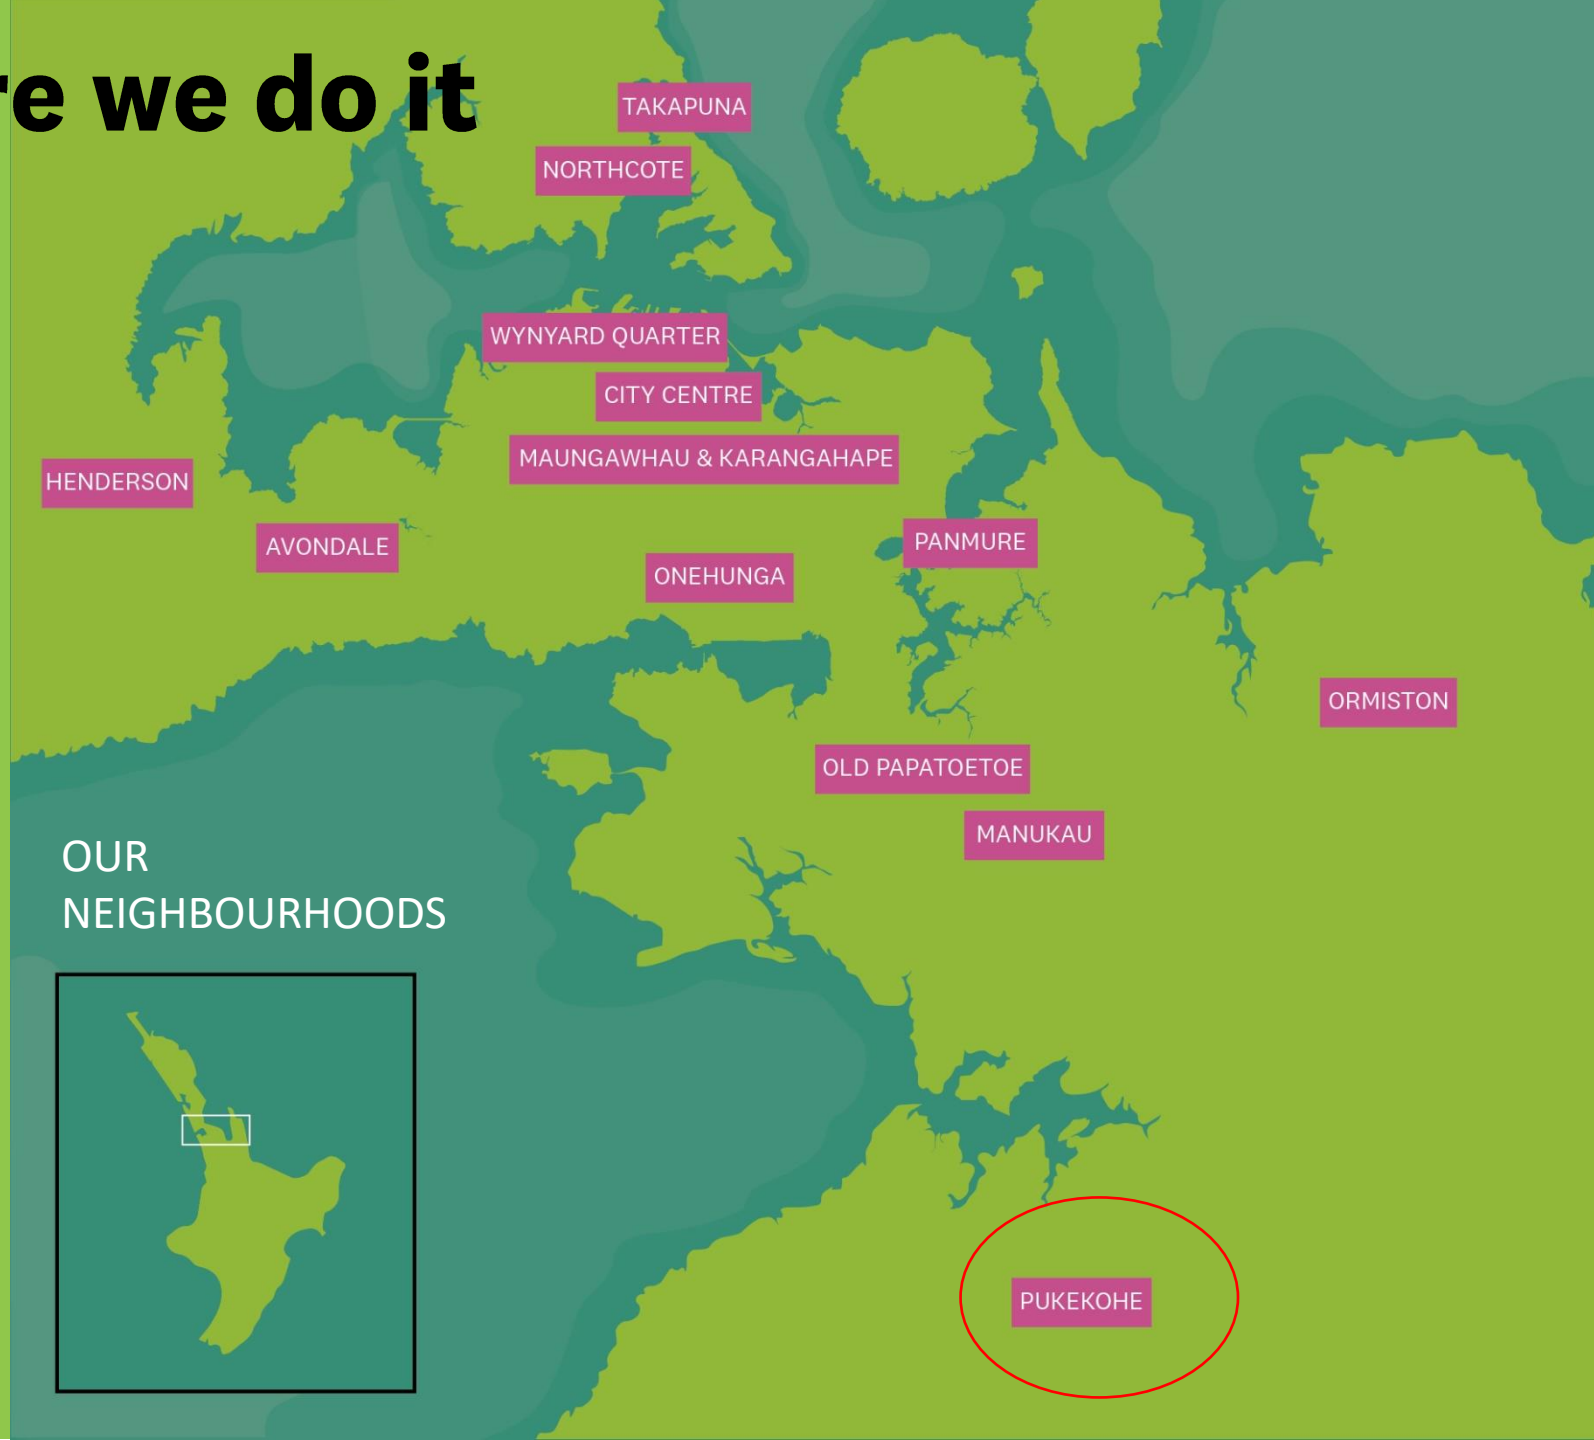 re we do it
TAKAPUNA
NORTHCOTE
WYNYARD QUARTER
CITY CENTRE
MAUNGAWHAU & KARANGAHAPE
HENDERSON
AVONDALE
PANMURE
ONEHUNGA
ORMISTON
OLD PAPATOETOE
MANUKAU
OUR
NEIGHBOURHOODS
PUKEKOHE